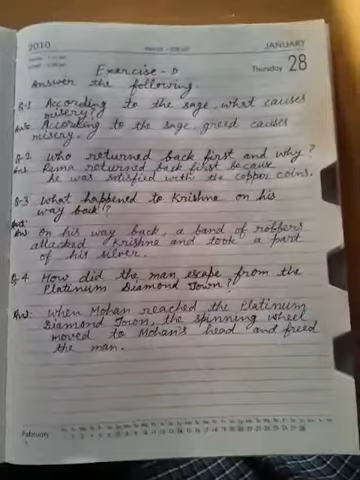 2010
JANUARY
Thursday 28
Exercise - D
Answer the following.
Q-1 According to the sage, what causes
misery?
Ans According to the sage, greed causes
misery.
Q-2 Who returned back first and why?
Ans Rama returned back first because
he was satisfied with the copper coins.
Q-3 What happened to Krishna on his
way back?
Ans On his way back, a band of robbers
attacked Krishna and took a part
of his silver.
Q-4 How did the man escape from the
Platinum Diamond Town?
Ans: When Mohan reached the Platinum
Diamond Town, the spinning wheel
moved to Mohan's head and freed
the man.
February